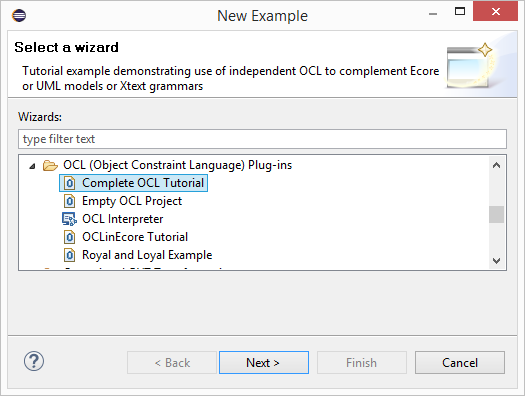 New Example
Select a wizard
Tutorial example demonstrating use of independent OCL to complement Ecore
or UML models or Xtext grammars
Wizards:
type filter text
OCL (Object Constraint Language) Plug-ins
Complete OCL Tutorial
Empty OCL Project
OCL Interpreter
OCLinEcore Tutorial
Royal and Loyal Example
< Back
Next >
Finish
Cancel